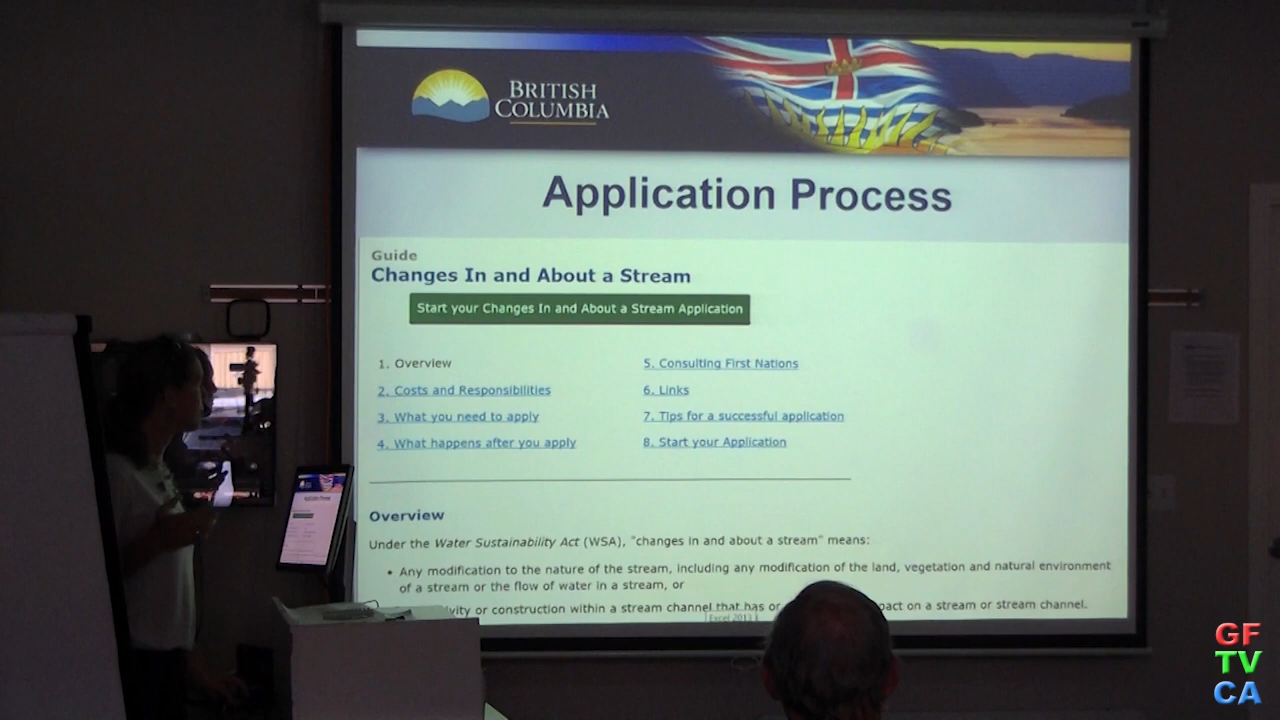 BRITISH
COLUMBIA
Application Process
Guide
Changes In and About a Stream
Start your Changes In and About a Stream Application
1. Overview
2. Costs and Responsibilities
3. What you need to apply
4. What happens after you apply
5. Consulting First Nations
6. Links
7. Tips for a successful application
8. Start your Application
Overview
Under the Water Sustainability Act (WSA), "changes in and about a stream" means:
• Any modification to the nature of the stream, including any modification of the land, vegetation and natural environment
of a stream or the flow of water in a stream, or
or construction within a stream channel that has or on a stream or stream channel.
Excel 2013
Application Process
GF
TV
CA